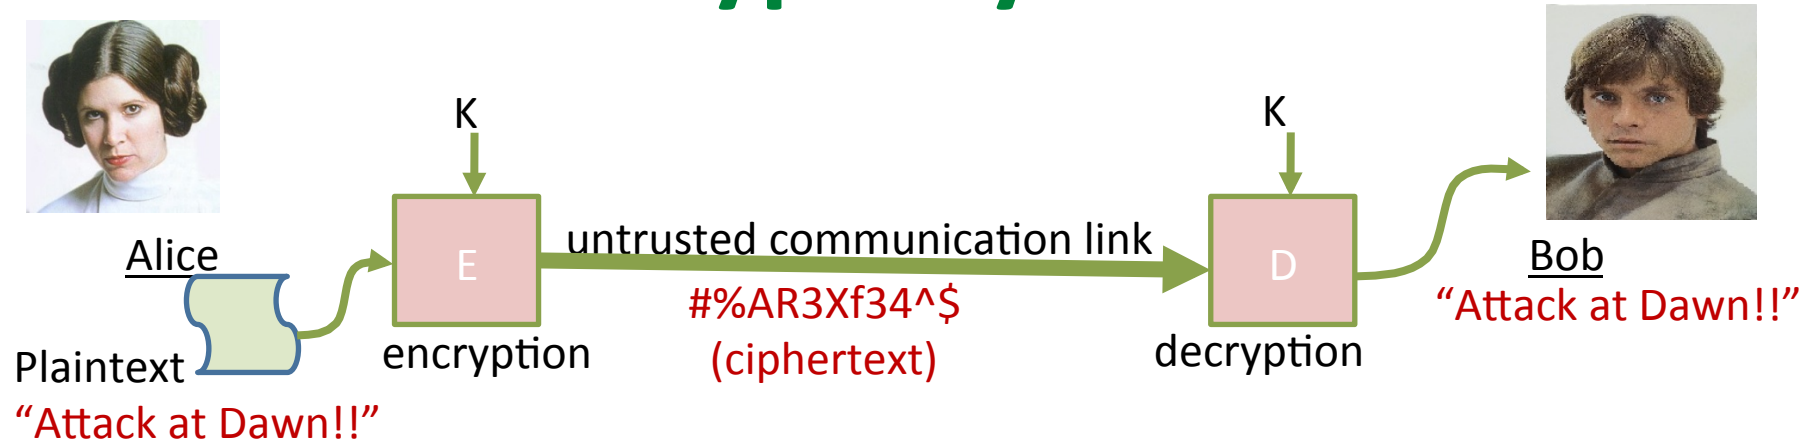 K
K
Alice
E
untrusted communication link
D
Bob
#%AR3Xf34^$
“Attack at Dawn!!”
Plaintext
encryption
(ciphertext)
decryption
“Attack at Dawn!!”